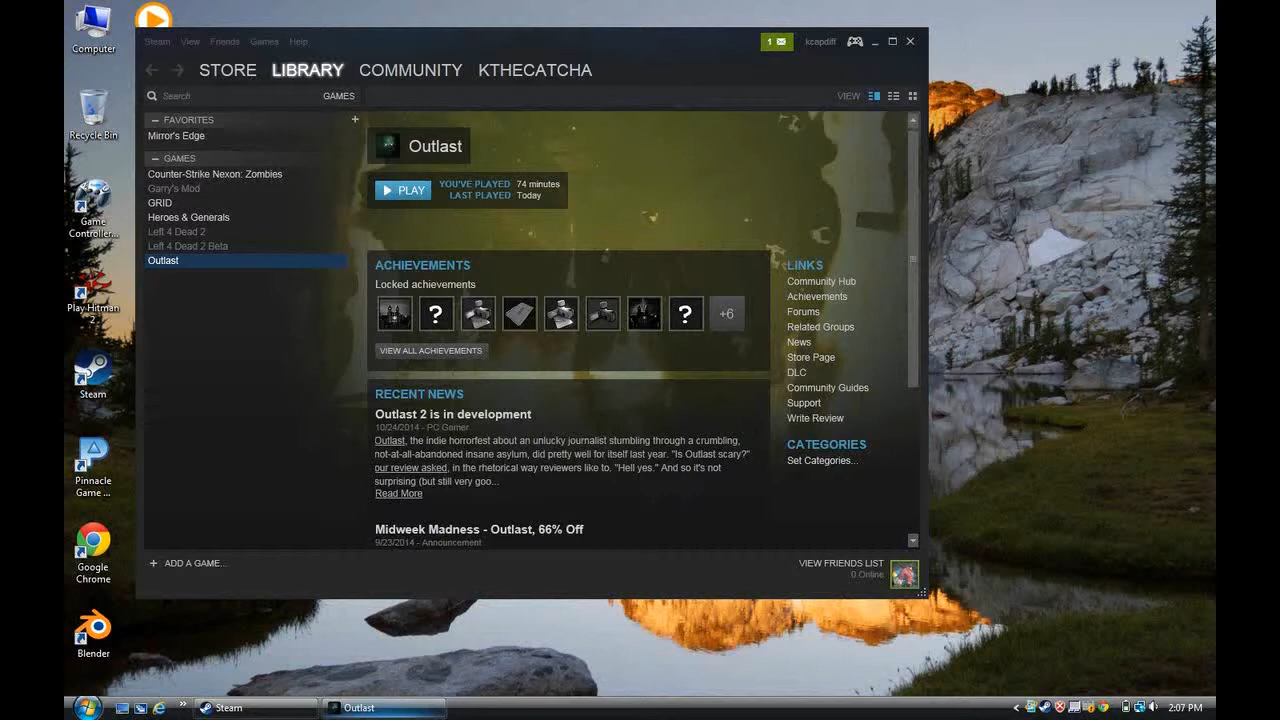 Computer
Recycle Bin
Game
Controller...
Play Hitman
2
Steam
Pinnacle
Game ...
Google
Chrome
Blender
Steam View Friends Games Help
1 kcapdiff
STORE LIBRARY COMMUNITY KTHECATCHA
Search GAMES VIEW
FAVORITES
Mirror's Edge
GAMES
Counter-Strike Nexon: Zombies
Garry's Mod
GRID
Heroes & Generals
Left 4 Dead 2
Left 4 Dead 2 Beta
Outlast
Outlast
PLAY
YOU'VE PLAYED 74 minutes
LAST PLAYED Today
ACHIEVEMENTS
Locked achievements
? ? +6
VIEW ALL ACHIEVEMENTS
RECENT NEWS
Outlast 2 is in development
10/24/2014 - PC Gamer
Outlast, the indie horrorfest about an unlucky journalist stumbling through a crumbling,
not-at-all-abandoned insane asylum, did pretty well for itself last year. "Is Outlast scary?"
our review asked, in the rhetorical way reviewers like to. "Hell yes." And so it's not
surprising (but still very goo...
Read More
Midweek Madness - Outlast, 66% Off
9/23/2014 - Announcement
LINKS
Community Hub
Achievements
Forums
Related Groups
News
Store Page
DLC
Community Guides
Support
Write Review
CATEGORIES
Set Categories...
+ ADD A GAME...
VIEW FRIENDS LIST
0 Online
Steam Outlast 2:07 PM